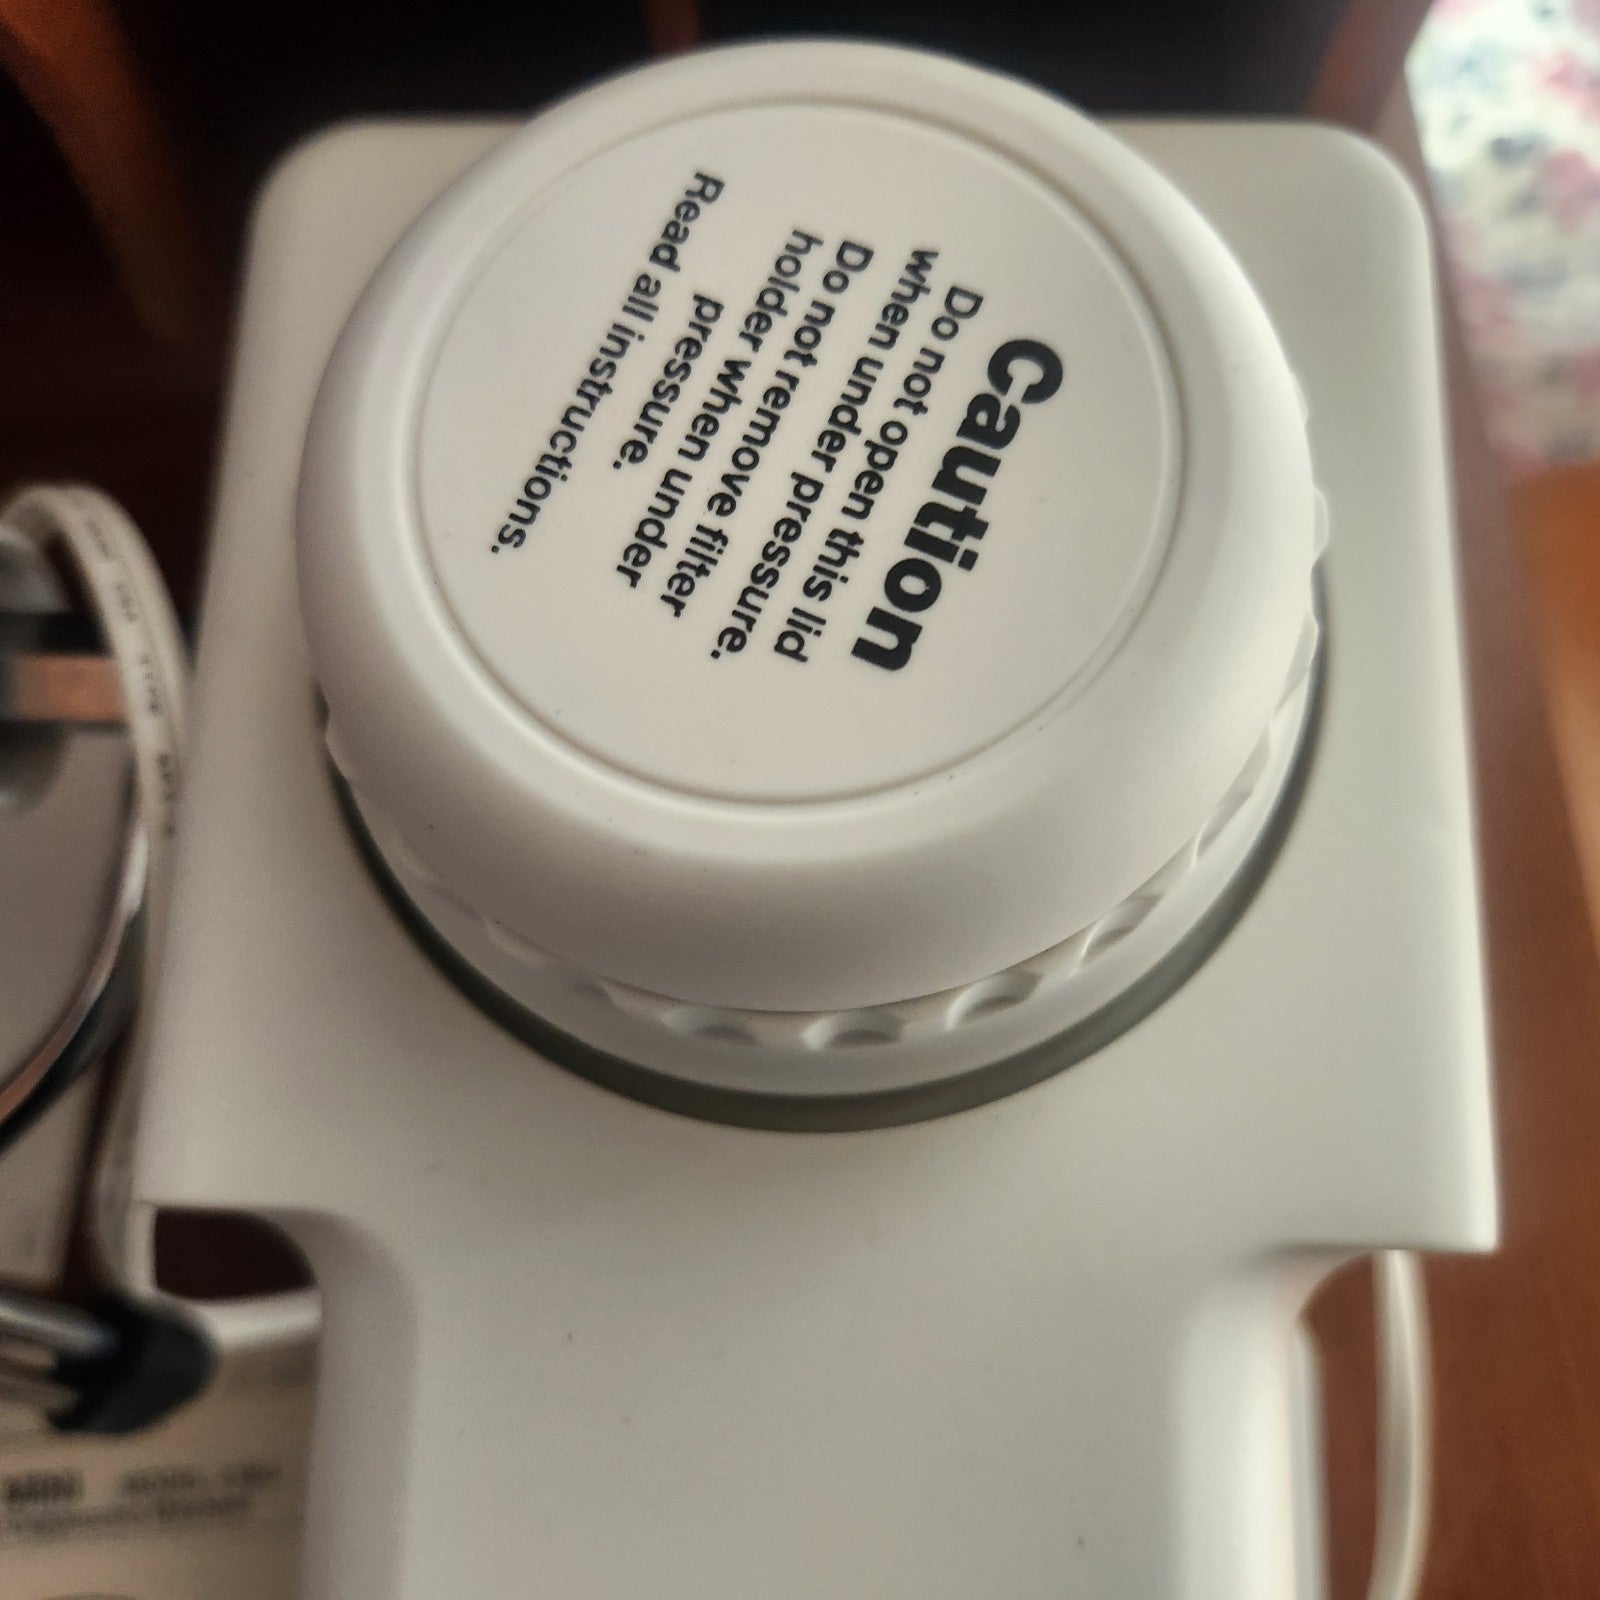 Caution
Do not open this lid
when under pressure.
Do not remove filter
holder when under
pressure.
Read all instructions.
MINI